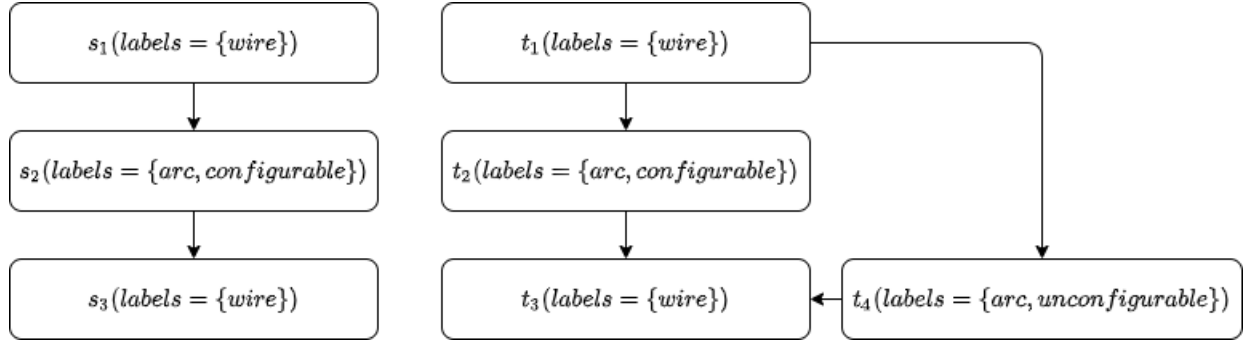 s₁(labels = {wire})
t₁(labels = {wire})
s₂(labels = {arc, configurable})
t₂(labels = {arc, configurable})
s₃(labels = {wire})
t₃(labels = {wire})
t₄(labels = {arc, unconfigurable})